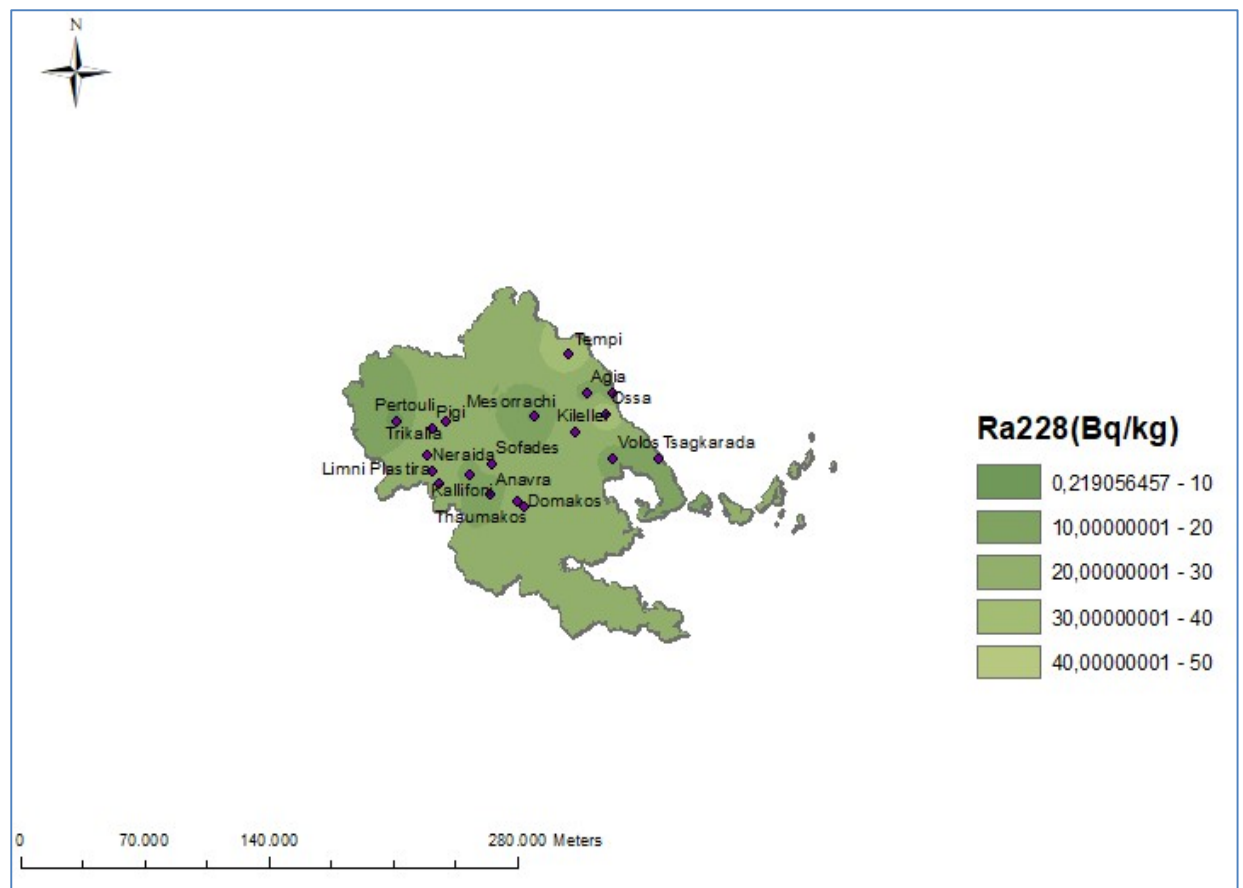 N
Tempi
Agia
Ossa
Mesorrachi
Kileller
Pertouli
Pigi
Trikalla
Volos
Tsagkarada
Sofades
Neraida
Limni Plastira
Anavra
Kallifoni
Domakos
Thaumakos
Ra228(Bq/kg)
0,219056457 - 10
10,00000001 - 20
20,00000001 - 30
30,00000001 - 40
40,00000001 - 50
0 70.000 140.000 280.000 Meters